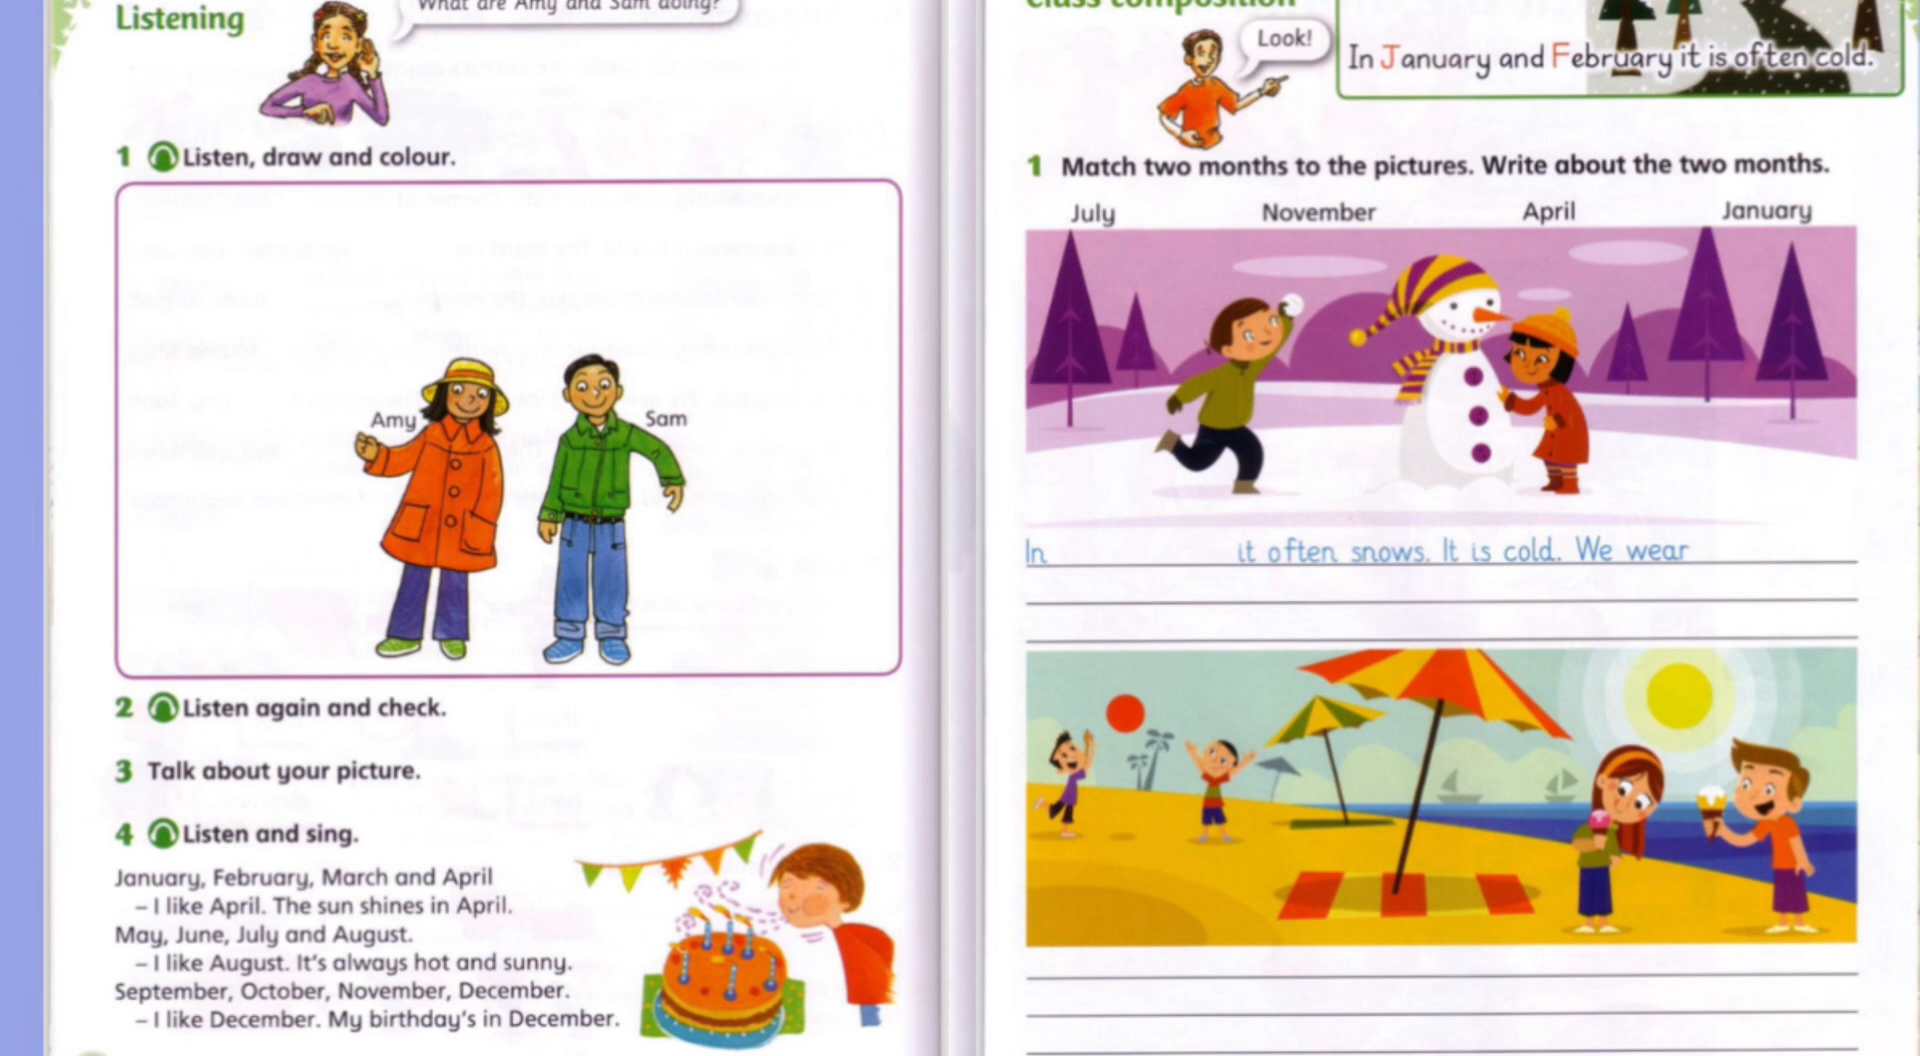 Listening
What are Amy and Sam doing?
1 Listen, draw and colour.
Amy
Sam
2 Listen again and check.
3 Talk about your picture.
4 Listen and sing.
January, February, March and April
– I like April. The sun shines in April.
May, June, July and August.
– I like August. It's always hot and sunny.
September, October, November, December.
– I like December. My birthday's in December.
Class composition
Look!
In January and February it is often cold.
1 Match two months to the pictures. Write about the two months.
July November April January
In it often snows. It is cold. We wear